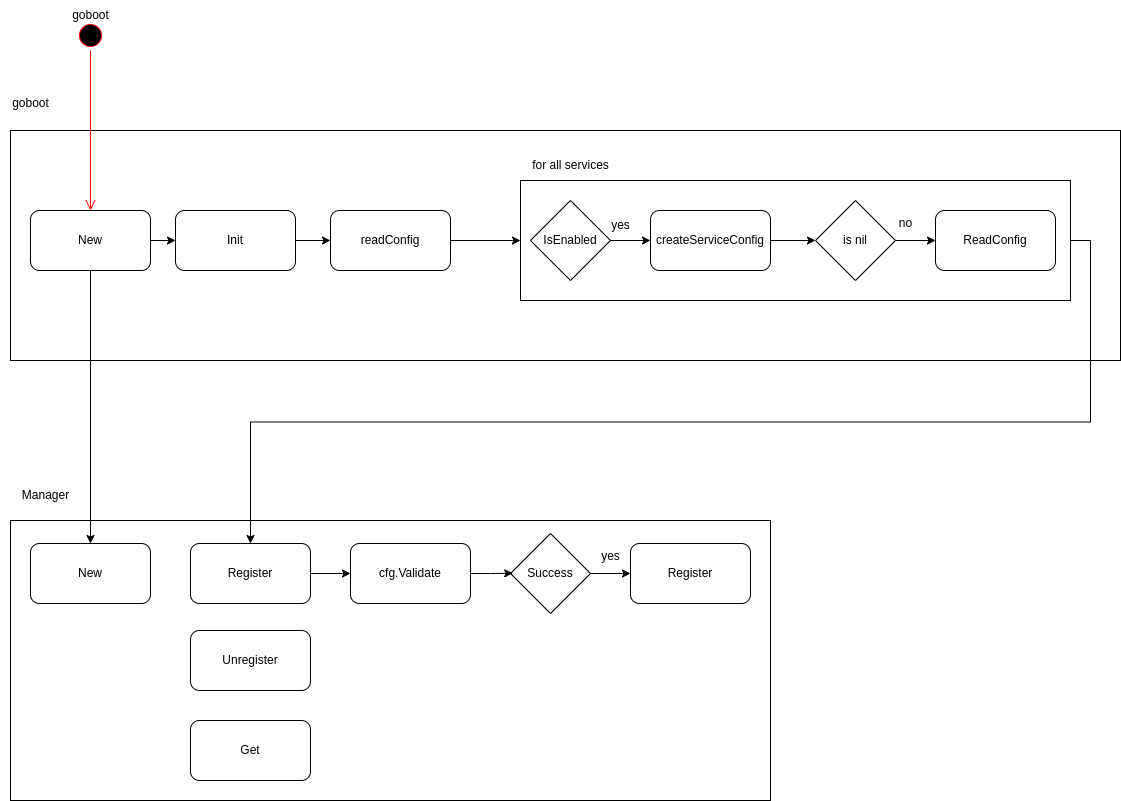 goboot
goboot
for all services
New
Init
readConfig
IsEnabled
yes
createServiceConfig
is nil
no
ReadConfig
Manager
New
Register
cfg.Validate
Success
yes
Register
Unregister
Get